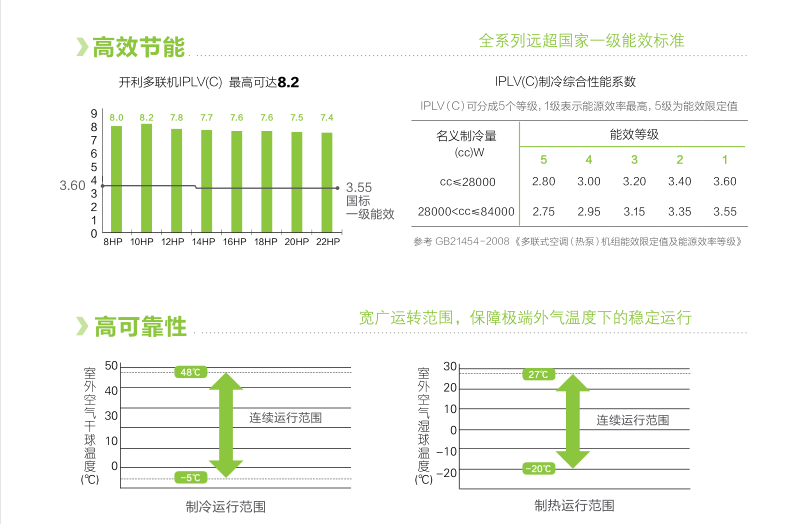 高效节能
全系列远超国家一级能效标准
开利多联机IPLV(C) 最高可达8.2
9
8
7
6
5
4
3
2
1
0
8.0 8.2 7.8 7.7 7.6 7.6 7.5 7.4
3.60
3.55
国标
一级能效
8HP 10HP 12HP 14HP 16HP 18HP 20HP 22HP
IPLV(C)制冷综合性能系数
IPLV（C）可分成5个等级，1级表示能源效率最高，5级为能效限定值
名义制冷量
(cc)W
能效等级
5 4 3 2 1
cc≤28000 2.80 3.00 3.20 3.40 3.60
28000<cc≤84000 2.75 2.95 3.15 3.35 3.55
参考 GB21454-2008《多联式空调（热泵）机组能效限定值及能源效率等级》
高可靠性
宽广运转范围，保障极端外气温度下的稳定运行
室外空气干球温度(℃)
50
40
30
10
0
48℃
连续运行范围
-5℃
制冷运行范围
室外空气湿球温度(℃)
30
20
10
0
-10
-20
27℃
连续运行范围
-20℃
制热运行范围